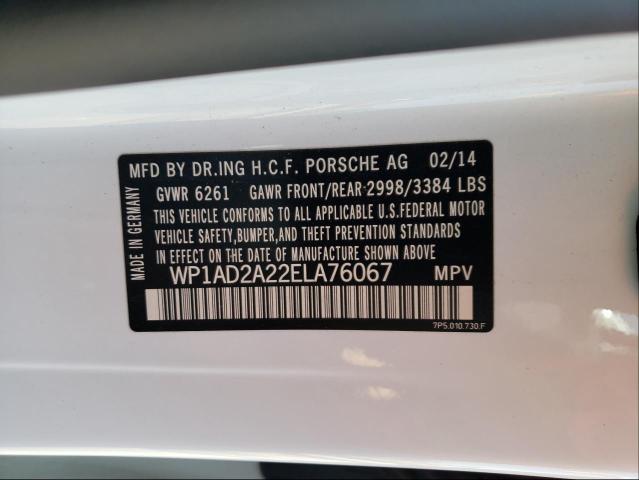 MFD BY DR.ING H.C.F. PORSCHE AG 02/14
GVWR 6261 GAWR FRONT/REAR 2998/3384 LBS
THIS VEHICLE CONFORMS TO ALL APPLICABLE U.S.FEDERAL MOTOR
VEHICLE SAFETY,BUMPER,AND THEFT PREVENTION STANDARDS
IN EFFECT ON THE DATE OF MANUFACTURE SHOWN ABOVE.
WP1AD2A22ELA76067 MPV
7P5.010.730.F
MADE IN GERMANY